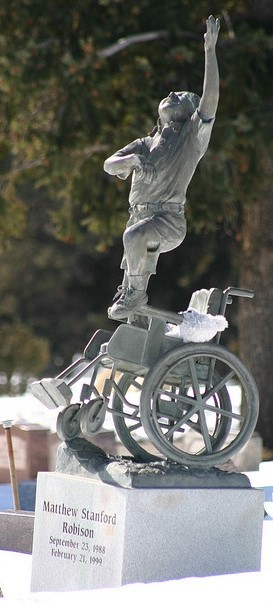 Matthew Stanford
Robison
September 23, 1988
February 21, 1999